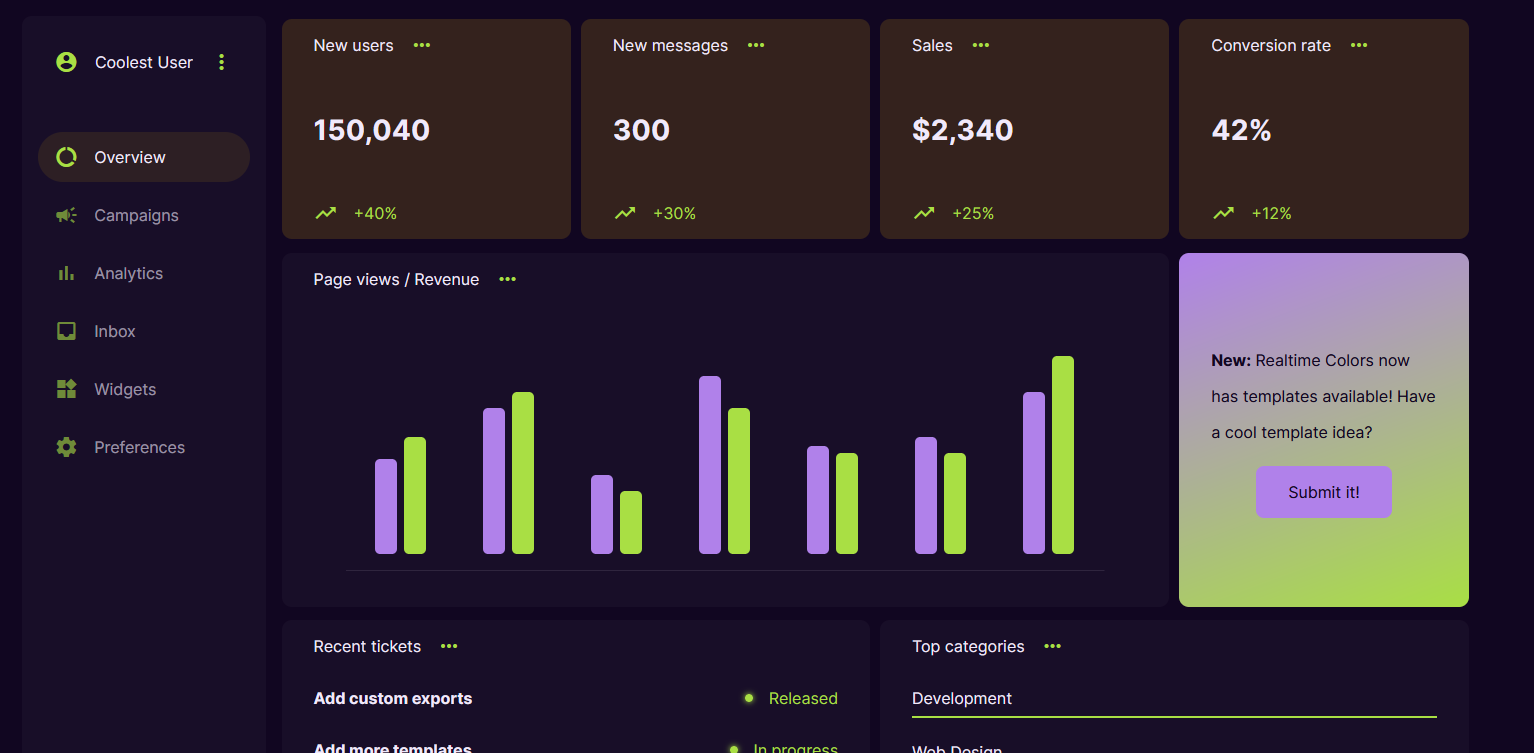 Coolest User
Overview
Campaigns
Analytics
Inbox
Widgets
Preferences
New users
150,040
+40%
New messages
300
+30%
Sales
$2,340
+25%
Conversion rate
42%
+12%
Page views / Revenue
New: Realtime Colors now
has templates available! Have
a cool template idea?
Submit it!
Recent tickets
Add custom exports
Released
Add more templates
In progress
Top categories
Development
Web Design